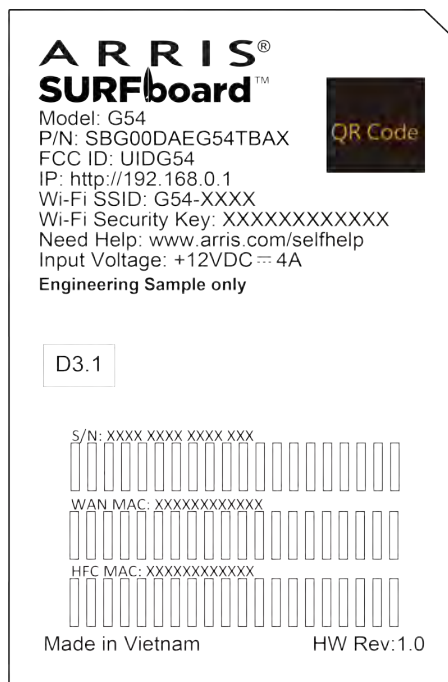 ARRIS®
SURFboard™
Model: G54
P/N: SBG00DAEG54TBAX
FCC ID: UIDG54
IP: http://192.168.0.1
Wi-Fi SSID: G54-XXXX
Wi-Fi Security Key: XXXXXXXXXXXX
Need Help: www.arris.com/selfhelp
Input Voltage: +12VDC ⎓ 4A
Engineering Sample only
QR Code
D3.1
S/N: XXXX XXXX XXXX XXX
WAN MAC: XXXXXXXXXXXX
HFC MAC: XXXXXXXXXXXX
Made in Vietnam HW Rev:1.0